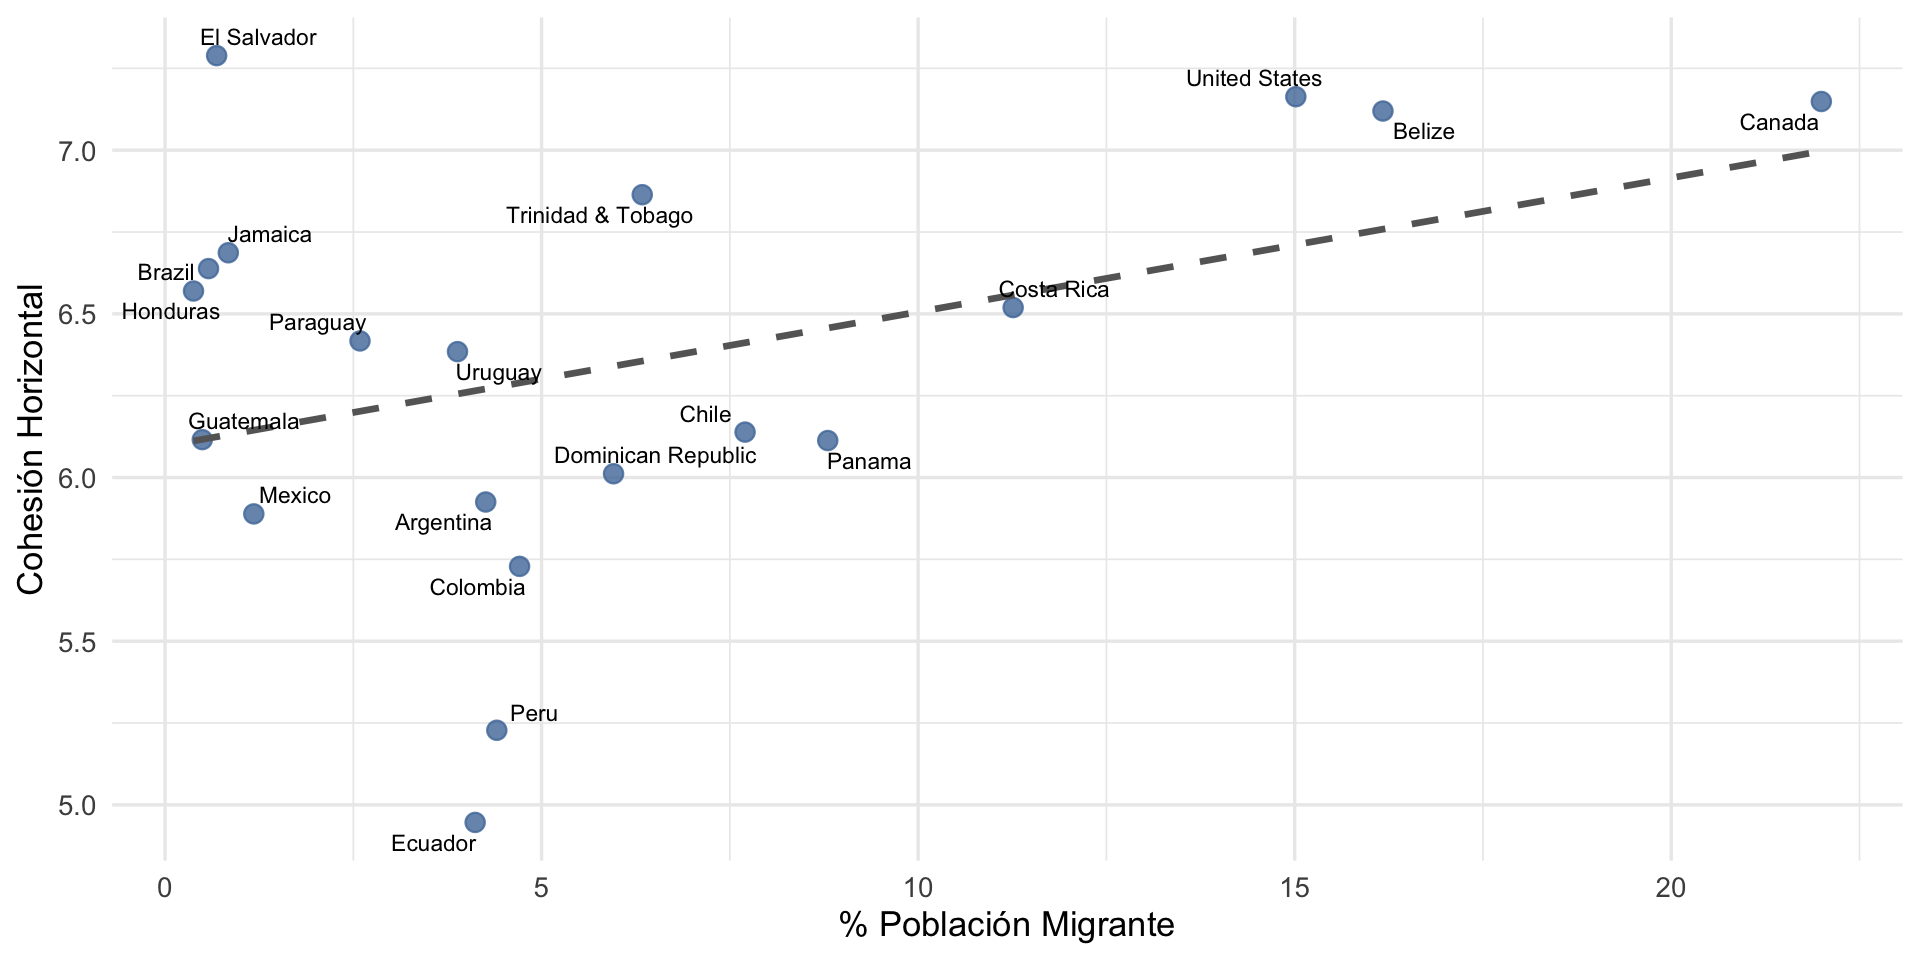 El Salvador
United States
Belize
Canada
7.0
Trinidad & Tobago
Jamaica
Brazil
Honduras
Costa Rica
6.5
Paraguay
Uruguay
Guatemala
Chile
Dominican Republic
Panama
6.0
Mexico
Argentina
Colombia
5.5
Peru
5.0
Ecuador
Cohesión Horizontal
0 5 10 15 20
% Población Migrante